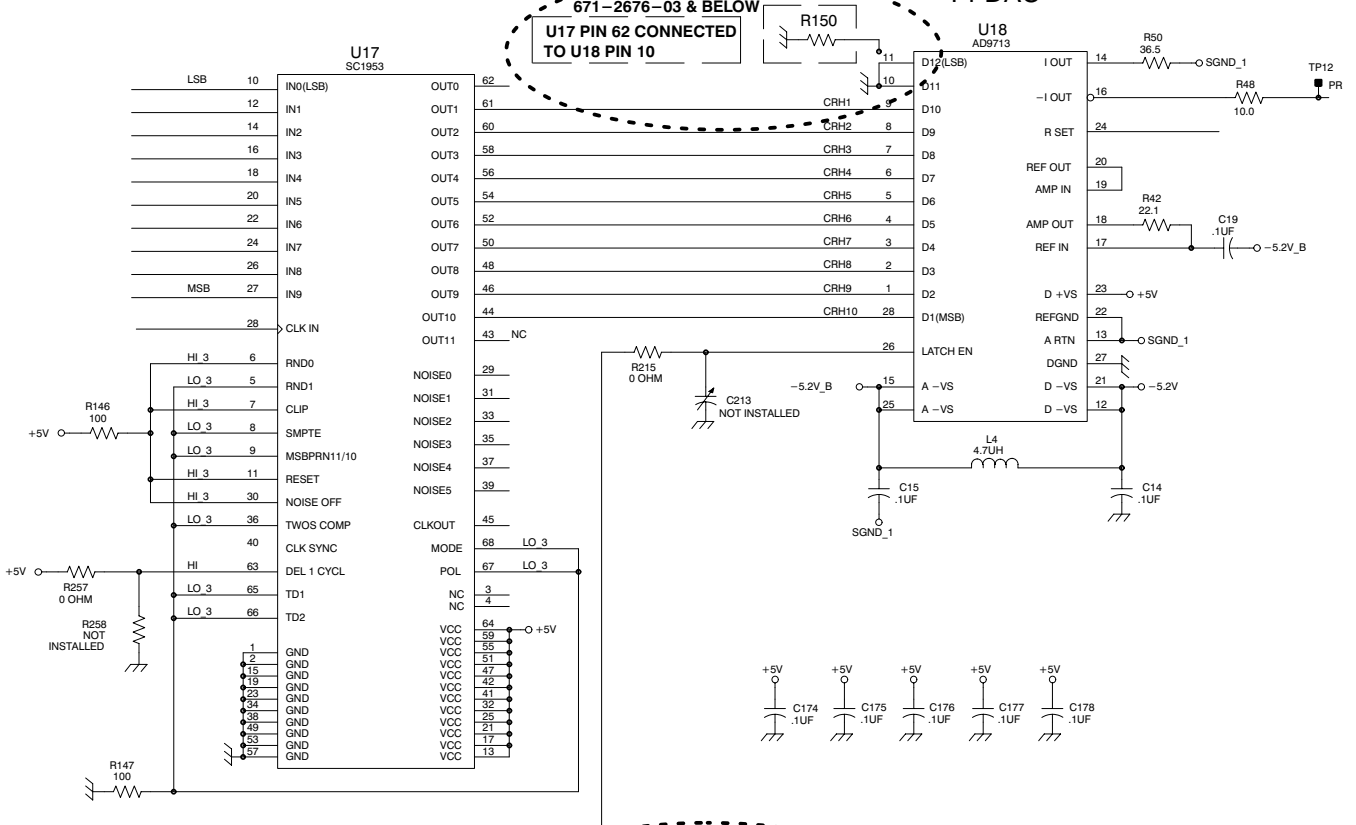 671–2676–03 & BELOW
U17 PIN 62 CONNECTED
TO U18 PIN 10
R150
U17
SC1953
LSB 10 IN0(LSB)
12 IN1
14 IN2
16 IN3
18 IN4
20 IN5
22 IN6
24 IN7
26 IN8
MSB 27 IN9
28 CLK IN
HI_3 6 RND0
LO_3 5 RND1
HI_3 7 CLIP
LO_3 8 SMPTE
LO_3 9 MSBPRN11/10
HI_3 11 RESET
HI_3 30 NOISE OFF
LO_3 36 TWOS COMP
40 CLK SYNC
HI 63 DEL 1 CYCL
LO_3 65 TD1
LO_3 66 TD2
1 GND
2 GND
15 GND
19 GND
23 GND
34 GND
38 GND
49 GND
53 GND
57 GND
OUT0 62
OUT1 61
OUT2 60
OUT3 58
OUT4 56
OUT5 54
OUT6 52
OUT7 50
OUT8 48
OUT9 46
OUT10 44
OUT11 43 NC
NOISE0 29
NOISE1 31
NOISE2 33
NOISE3 35
NOISE4 37
NOISE5 39
CLKOUT 45
MODE 68 LO_3
POL 67 LO_3
NC 3
NC 4
VCC 64 +5V
VCC 59
VCC 55
VCC 51
VCC 47
VCC 42
VCC 41
VCC 32
VCC 25
VCC 21
VCC 17
VCC 13
R146
100
+5V
+5V
R257
0 OHM
R258
NOT
INSTALLED
R147
100
U18
AD9713
11 D12(LSB)
10 D11
CRH1 9 D10
CRH2 8 D9
CRH3 7 D8
CRH4 6 D7
CRH5 5 D6
CRH6 4 D5
CRH7 3 D4
CRH8 2 D3
CRH9 1 D2
CRH10 28 D1(MSB)
26 LATCH EN
–5.2V_B 15 A –VS
25 A –VS
R215
0 OHM
C213
NOT INSTALLED
I OUT 14
–I OUT 16
R SET 24
REF OUT 20
AMP IN 19
AMP OUT 18
REF IN 17
D +VS 23 +5V
REFGND 22
A RTN 13 SGND_1
DGND 27
D –VS 21 –5.2V
D –VS 12
R50
36.5
SGND_1
TP12
PR
R48
10.0
R42
22.1
C19
.1UF
–5.2V_B
L4
4.7UH
C15
.1UF
SGND_1
C14
.1UF
+5V +5V +5V +5V +5V
C174 C175 C176 C177 C178
.1UF .1UF .1UF .1UF .1UF